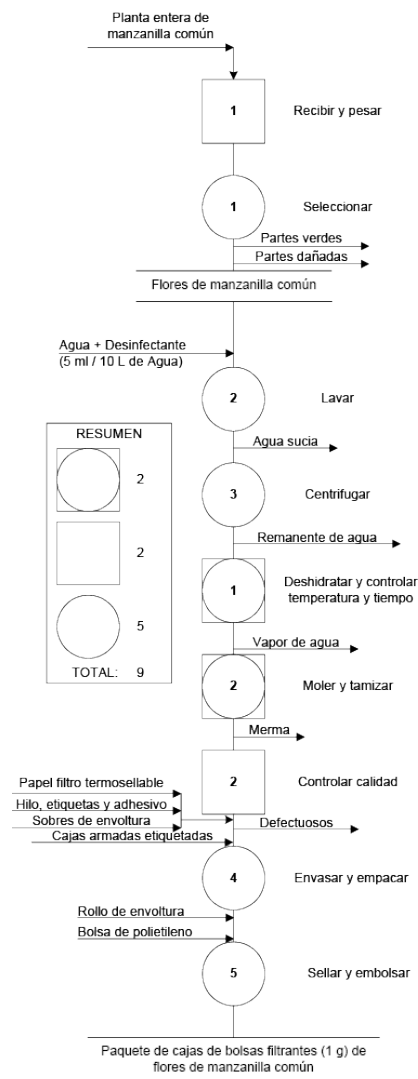 Planta entera de
manzanilla común
1
Recibir y pesar
1
Seleccionar
Partes verdes
Partes dañadas
Flores de manzanilla común
Agua + Desinfectante
(5 ml / 10 L de Agua)
2
Lavar
Agua sucia
RESUMEN
2
2
5
TOTAL: 9
3
Centrifugar
Remanente de agua
1
Deshidratar y controlar
temperatura y tiempo
Vapor de agua
2
Moler y tamizar
Merma
2
Controlar calidad
Papel filtro termosellable
Hilo, etiquetas y adhesivo
Sobres de envoltura
Cajas armadas etiquetadas
Defectuosos
4
Envasar y empacar
Rollo de envoltura
Bolsa de polietileno
5
Sellar y embolsar
Paquete de cajas de bolsas filtrantes (1 g) de
flores de manzanilla común